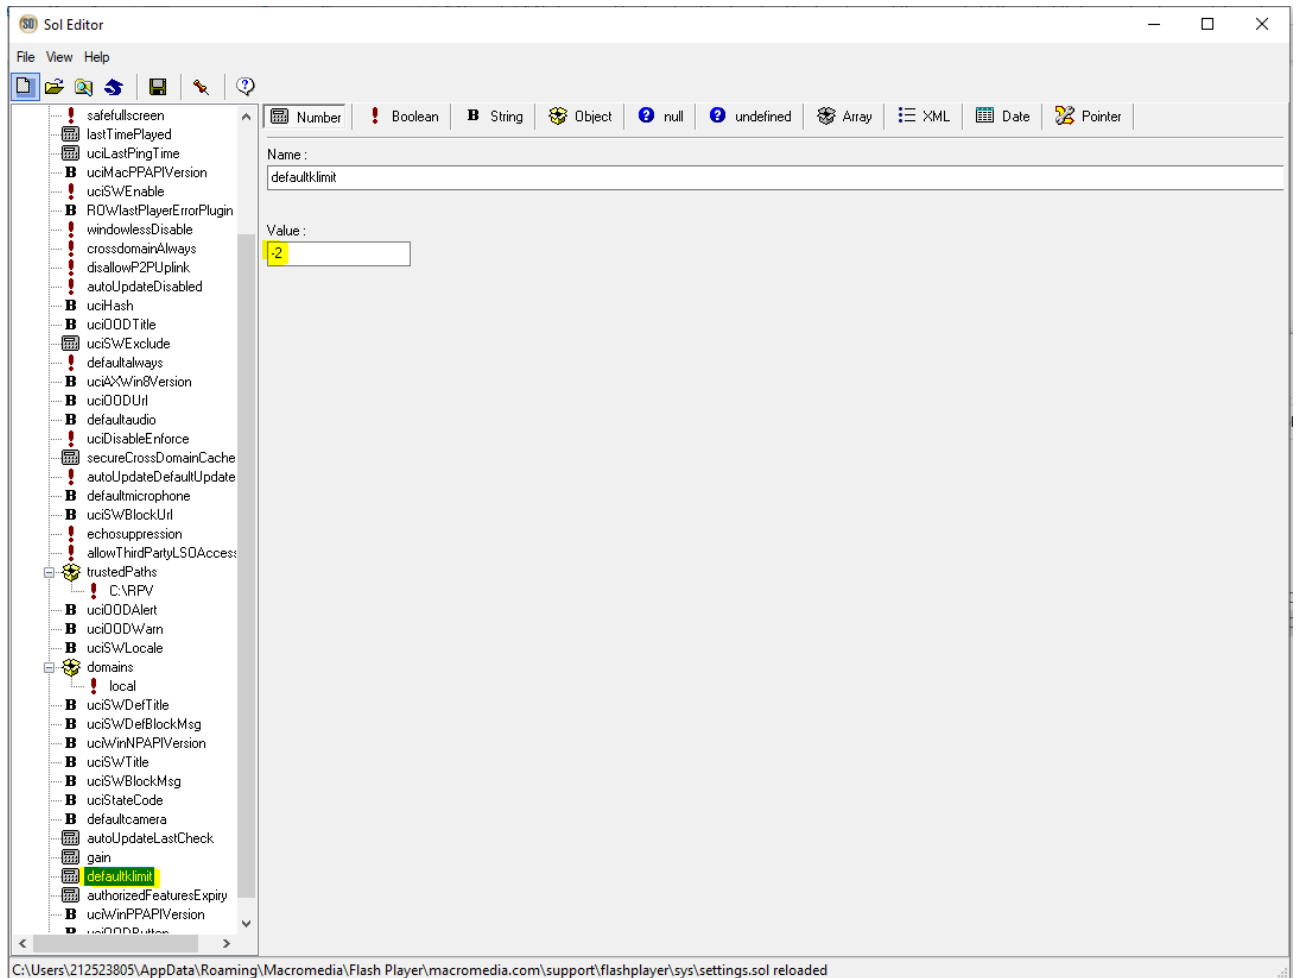 Sol Editor
File View Help
Number Boolean B String Object null undefined Array XML Date Pointer
Name :
defaultklimit
Value :
-2
safefullscreen
lastTimePlayed
uciLastPingTime
B uciMacPPAPIVersion
uciSWEnable
B ROWlastPlayerErrorPlugin
windowlessDisable
crossdomainAlways
disallowP2PUplink
autoUpdateDisabled
B uciHash
B uciOODTitle
uciSWExclude
defaultalways
B uciAXWin8Version
B uciOODUrl
B defaultaudio
uciDisableEnforce
secureCrossDomainCache
autoUpdateDefaultUpdate
B defaultmicrophone
B uciSWBlockUrl
echosuppression
allowThirdPartyLSOAccess
trustedPaths
C:\RPV
B uciOODAlert
B uciOODWarn
B uciSWLocale
domains
local
B uciSWDefTitle
B uciSWDefBlockMsg
B uciWinNPAPIVersion
B uciSWTitle
B uciSWBlockMsg
B uciStateCode
B defaultcamera
autoUpdateLastCheck
gain
defaultklimit
authorizedFeaturesExpiry
B uciWinPPAPIVersion
B uciOODButton
C:\Users\212523805\AppData\Roaming\Macromedia\Flash Player\macromedia.com\support\flashplayer\sys\settings.sol reloaded